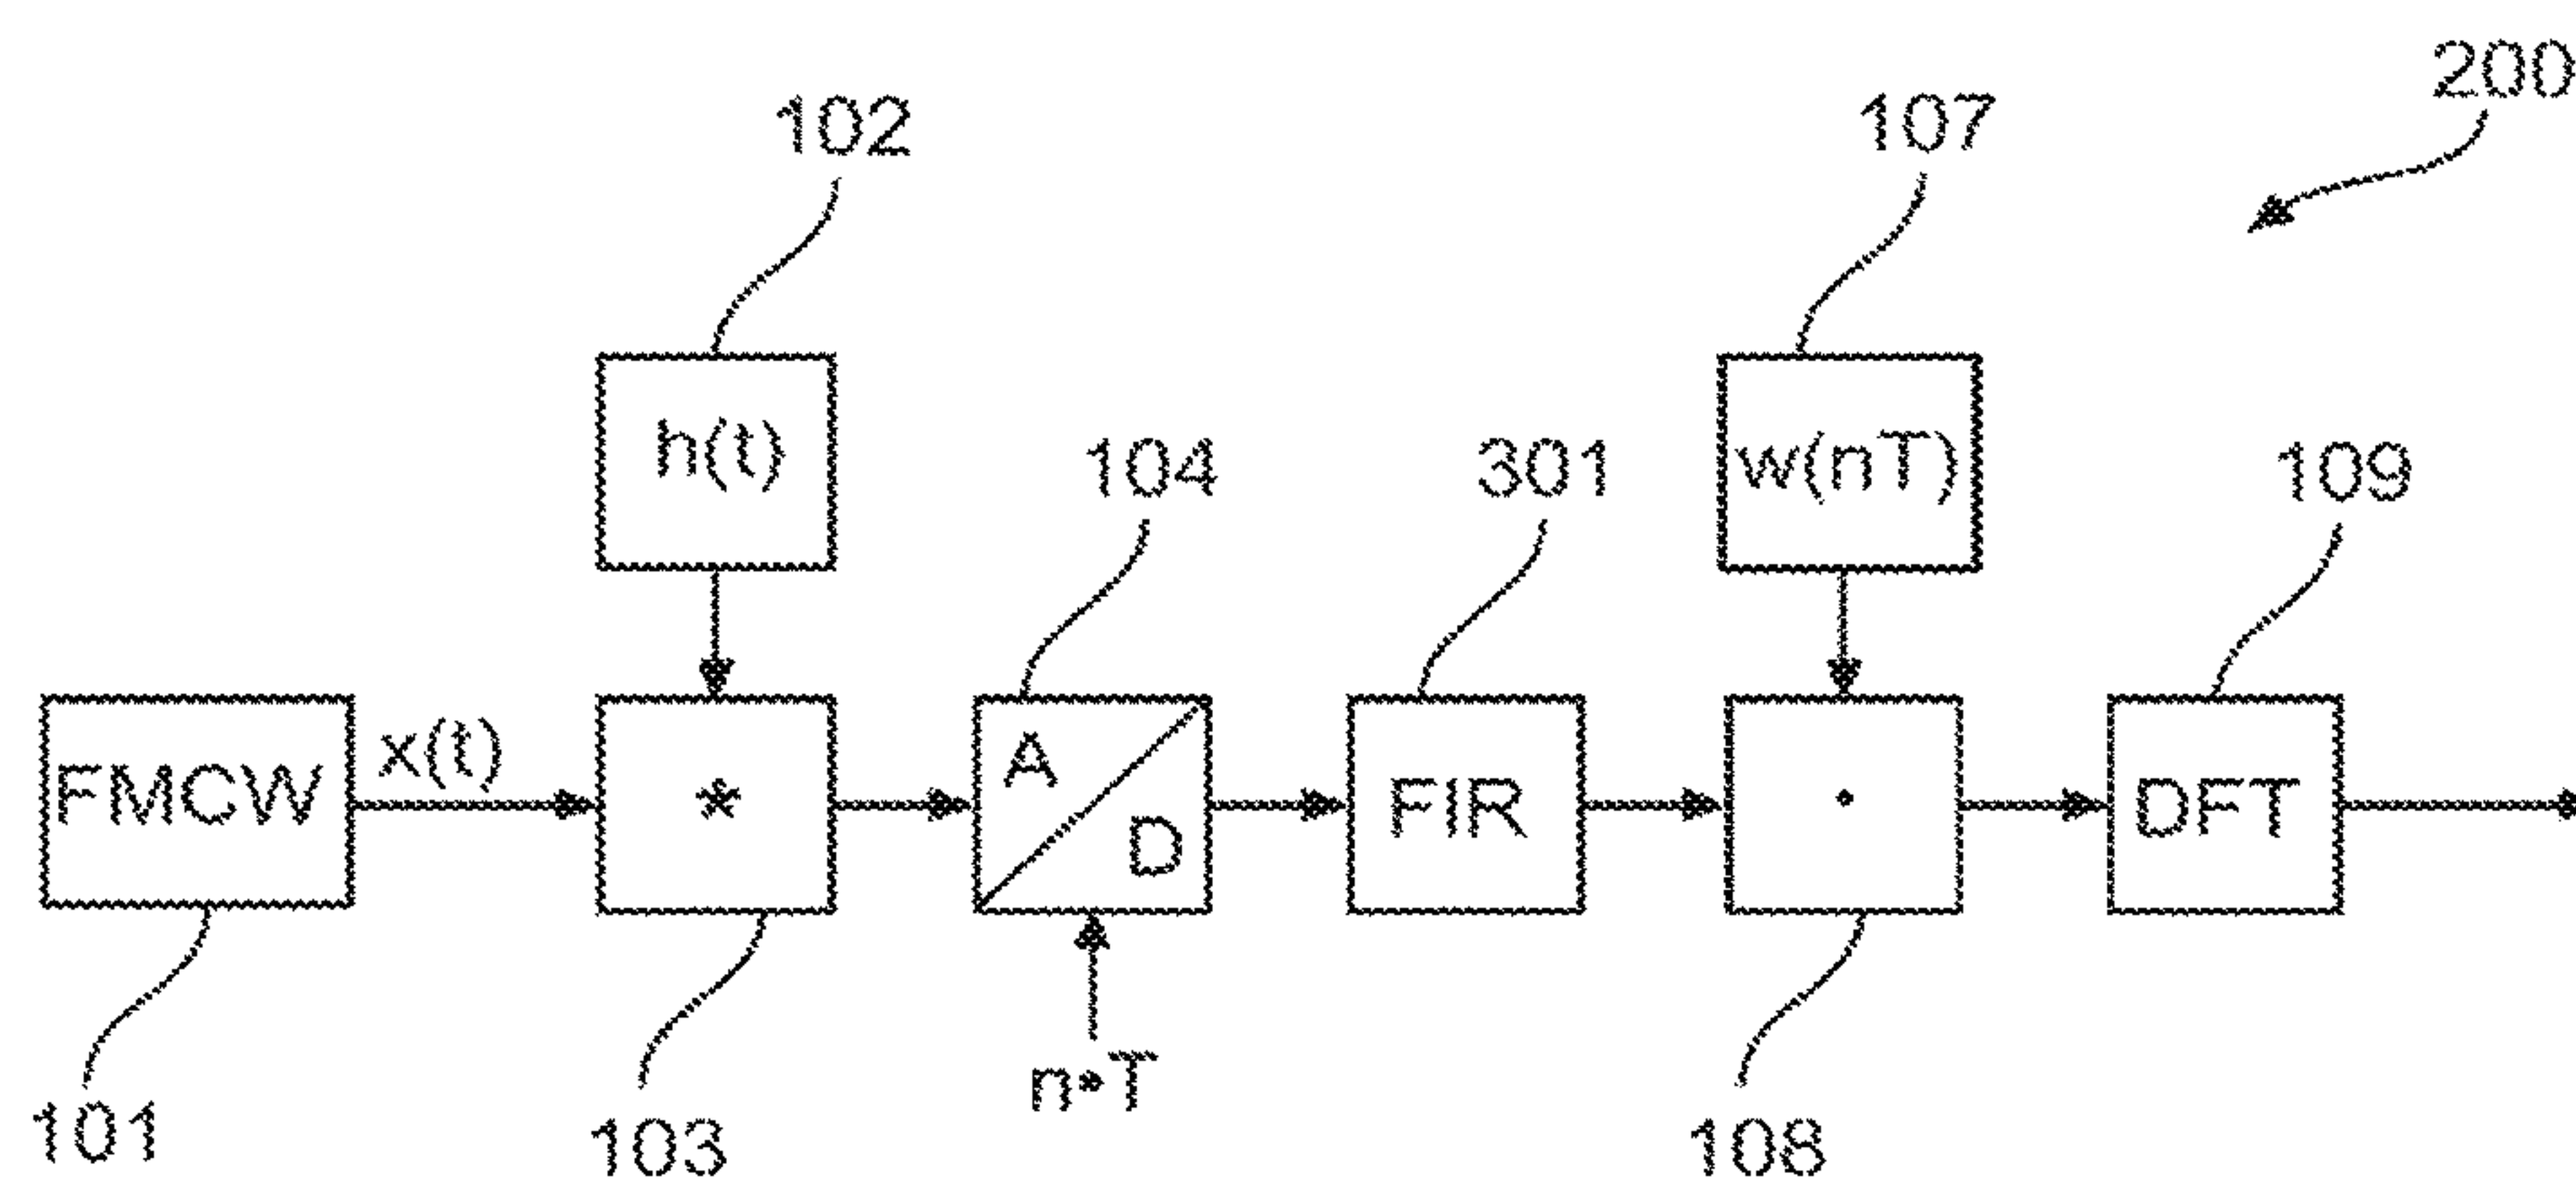 200
102
107
h(t)
w(nT)
104
301
109
FMCW
x(t)
*
A
D
FIR
•
DFT
n•T
101
103
108